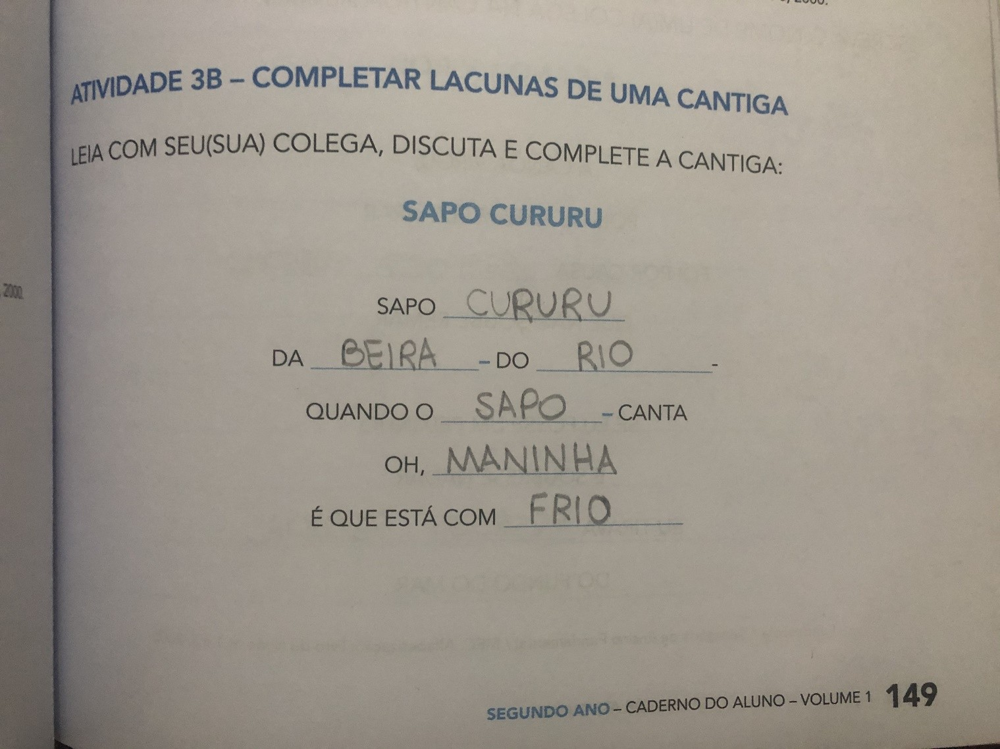 2000.
ATIVIDADE 3B – COMPLETAR LACUNAS DE UMA CANTIGA
LEIA COM SEU(SUA) COLEGA, DISCUTA E COMPLETE A CANTIGA:
SAPO CURURU
2000.
SAPO CURURU
DA BEIRA – DO RIO -
QUANDO O SAPO – CANTA
OH, MANINHA
É QUE ESTÁ COM FRIO
SEGUNDO ANO – CADERNO DO ALUNO – VOLUME 1 149